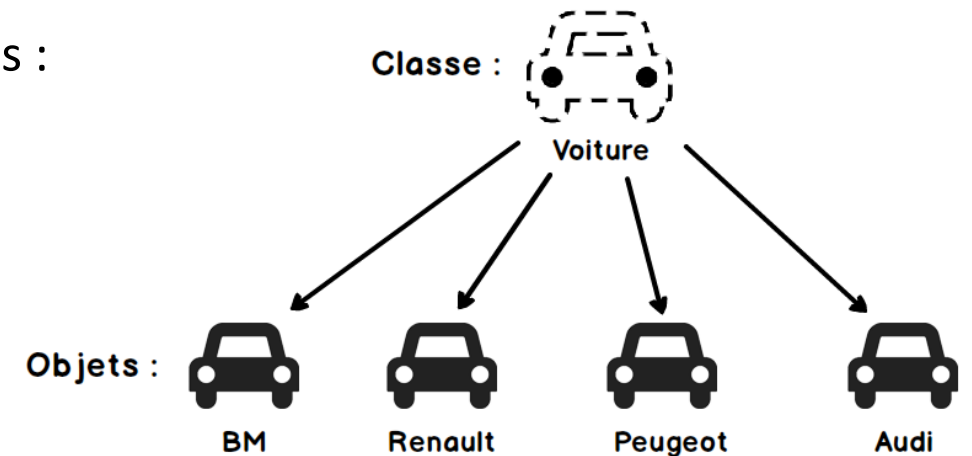 s :
Classe :
Voiture
Objets :
BM
Renault
Peugeot
Audi